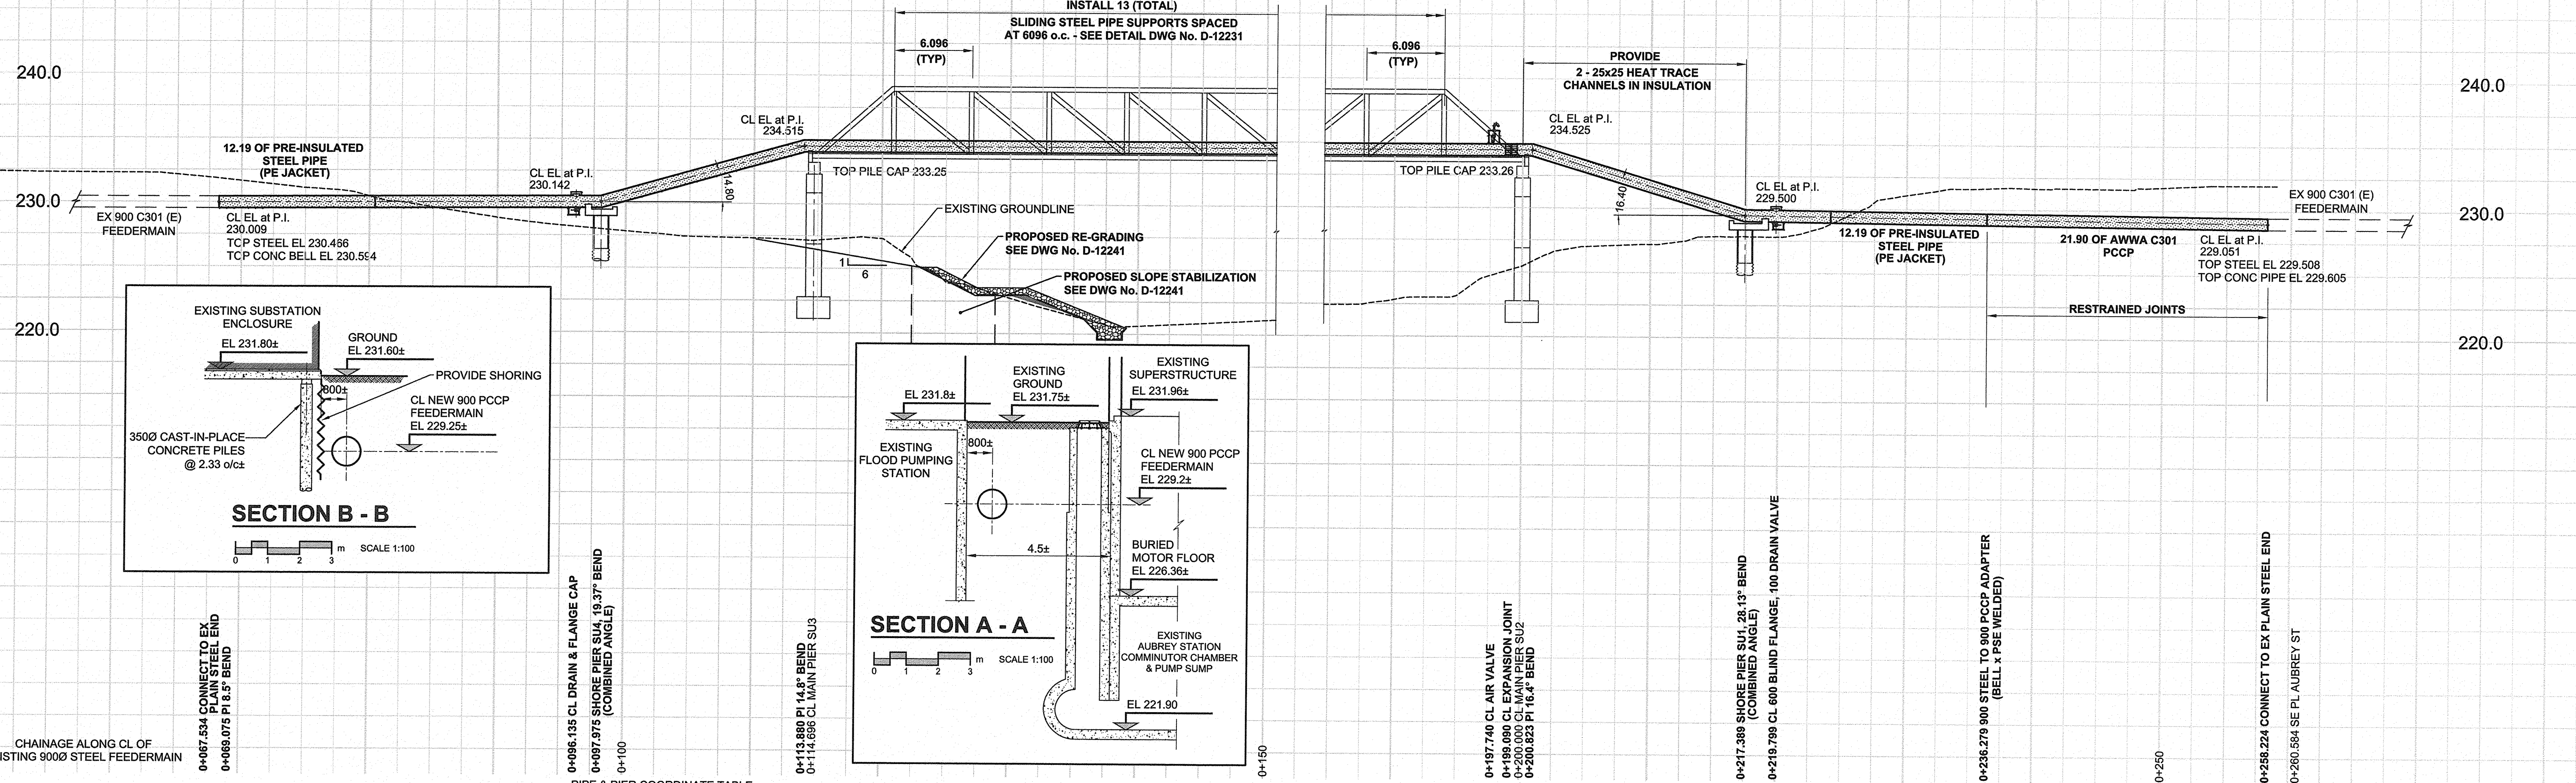 INSTALL 13 (TOTAL)
SLIDING STEEL PIPE SUPPORTS SPACED
AT 6096 o.c. - SEE DETAIL DWG No. D-12231
6.096
(TYP)
6.096
(TYP)
PROVIDE
2 - 25x25 HEAT TRACE
CHANNELS IN INSULATION
240.0
240.0
230.0
230.0
220.0
220.0
12.19 OF PRE-INSULATED
STEEL PIPE
(PE JACKET)
EX 900 C301 (E)
FEEDERMAIN
CL EL at P.I.
230.009
TOP STEEL EL 230.466
TOP CONC BELL EL 230.594
CL EL at P.I.
230.142
CL EL at P.I.
234.515
14.80
TOP PILE CAP 233.25
EXISTING GROUNDLINE
PROPOSED RE-GRADING
SEE DWG No. D-12241
PROPOSED SLOPE STABILIZATION
SEE DWG No. D-12241
1
6
TOP PILE CAP 233.26
CL EL at P.I.
234.525
16.40
CL EL at P.I.
229.500
12.19 OF PRE-INSULATED
STEEL PIPE
(PE JACKET)
21.90 OF AWWA C301
PCCP
EX 900 C301 (E)
FEEDERMAIN
CL EL at P.I.
229.051
TOP STEEL EL 229.508
TOP CONC PIPE EL 229.605
RESTRAINED JOINTS
EXISTING SUBSTATION
ENCLOSURE
EL 231.80±
GROUND
EL 231.60±
PROVIDE SHORING
800±
CL NEW 900 PCCP
FEEDERMAIN
EL 229.25±
350Ø CAST-IN-PLACE
CONCRETE PILES
@ 2.33 o/c±
SECTION B - B
0 1 2 3 m SCALE 1:100
EL 231.8±
EXISTING
GROUND
EL 231.75±
EXISTING
SUPERSTRUCTURE
EL 231.96±
EXISTING
FLOOD PUMPING
STATION
800±
CL NEW 900 PCCP
FEEDERMAIN
EL 229.2±
4.5±
BURIED
MOTOR FLOOR
EL 226.36±
SECTION A - A
0 1 2 3 m SCALE 1:100
EXISTING
AUBREY STATION
COMMINUTOR CHAMBER
& PUMP SUMP
EL 221.90
CHAINAGE ALONG CL OF
ISTING 900Ø STEEL FEEDERMAIN
0+067.534 CONNECT TO EX
PLAIN STEEL END
0+069.075 PI 8.5° BEND
0+096.135 CL DRAIN & FLANGE CAP
0+097.975 SHORE PIER SU4, 19.37° BEND
(COMBINED ANGLE)
0+100
0+113.880 PI 14.8° BEND
0+114.696 CL MAIN PIER SU3
0+150
0+197.740 CL AIR VALVE
0+199.090 CL EXPANSION JOINT
0+200.000 CL MAIN PIER SU2
0+200.823 PI 16.4° BEND
0+217.389 SHORE PIER SU1, 28.13° BEND
(COMBINED ANGLE)
0+219.799 CL 600 BLIND FLANGE, 100 DRAIN VALVE
0+236.279 900 STEEL TO 900 PCCP ADAPTER
(BELL x PSE WELDED)
0+250
0+258.224 CONNECT TO EX PLAIN STEEL END
0+260.584 SE PL AUBREY ST
PIPE & PIER COORDINATE TABLE